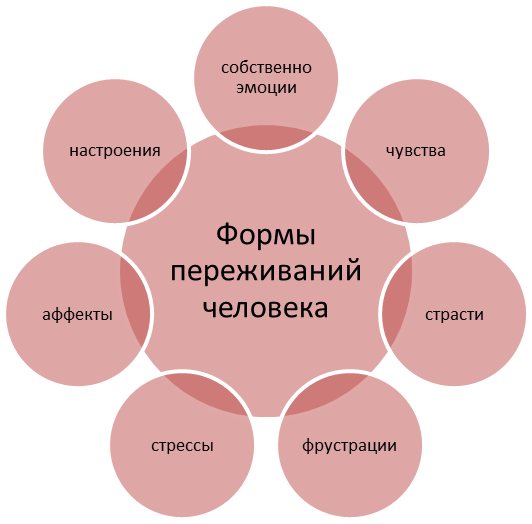 собственно
эмоции
чувства
страсти
фрустрации
стрессы
аффекты
настроения
Формы
переживаний
человека